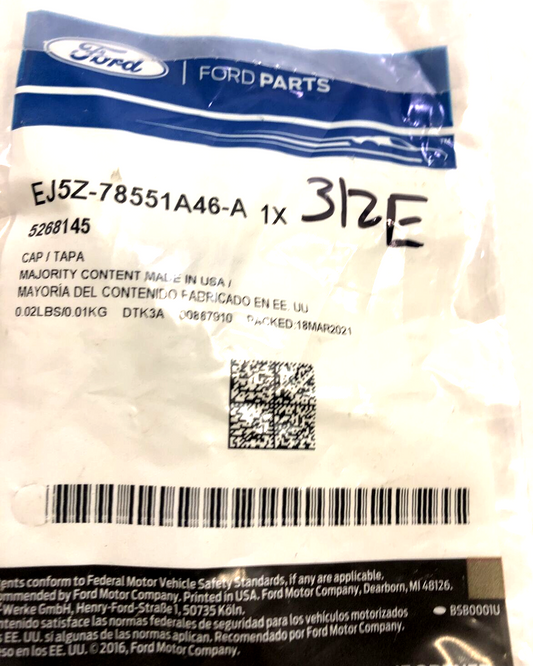 Ford | FORD PARTS
EJ5Z-78551A46-A 1X 312E
5268145
CAP / TAPA
MAJORITY CONTENT MADE IN USA /
MAYORÍA DEL CONTENIDO FABRICADO EN EE. UU
0.02LBS/0.01KG DTK3A 00887910 PACKED:18MAR2021
ents conform to Federal Motor Vehicle Safety Standards, if any are applicable.
ommended by Ford Motor Company. Printed in USA. Ford Motor Company, Dearborn, MI 48126.
-Werke GmbH, Henry-Ford-Straße 1, 50735 Köln.
ntenido satisface las normas federales de seguridad para los vehículos motorizados
s EE. UU. si algunas de las normas aplican. Recomendado por Ford Motor Company.
so en los EE. UU. © 2016, Ford Motor Company.
BSB0001U